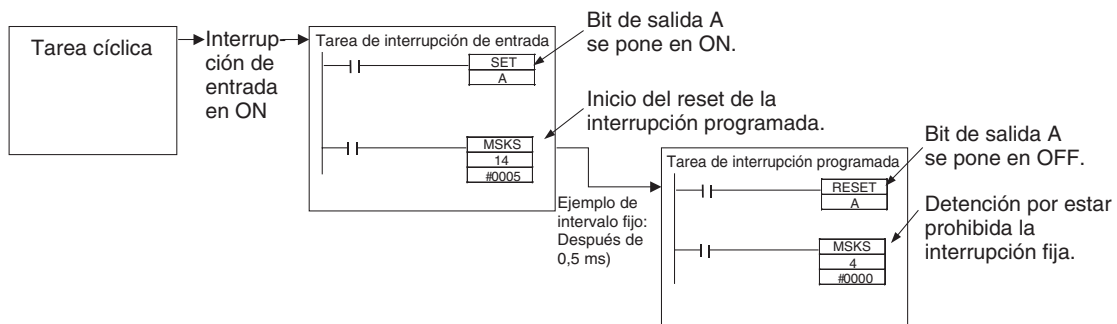 Tarea cíclica
Interrup-
ción de
entrada
en ON
Tarea de interrupción de entrada
SET
A
Bit de salida A
se pone en ON.
MSKS
14
#0005
Inicio del reset de la
interrupción programada.
Ejemplo de
intervalo fijo:
Después de
0,5 ms)
Tarea de interrupción programada
RESET
A
Bit de salida A
se pone en OFF.
MSKS
4
#0000
Detención por estar
prohibida la
interrupción fija.